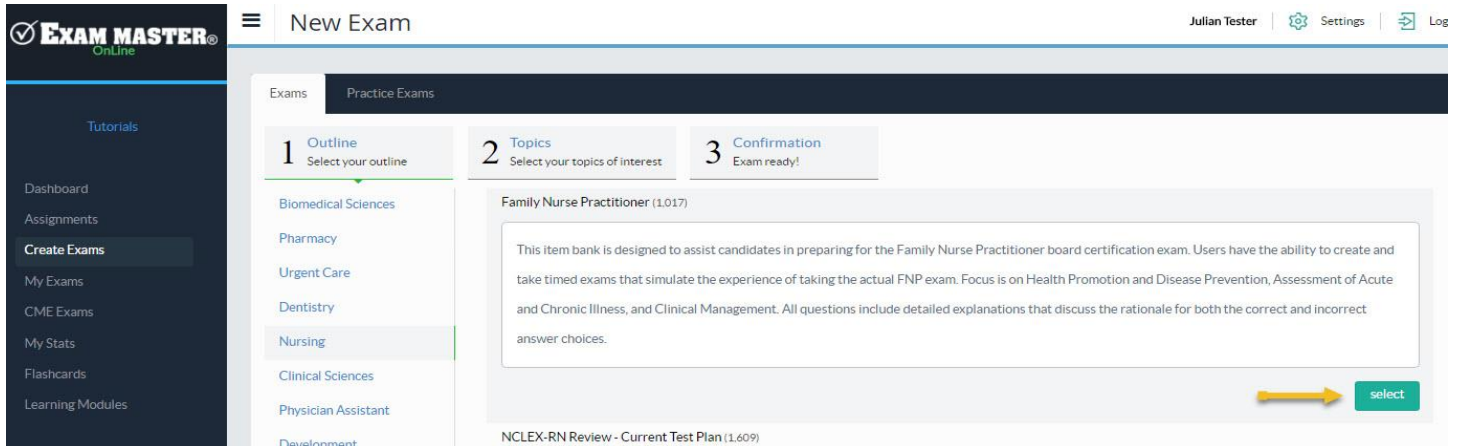 EXAM MASTER®
OnLine
Tutorials
Dashboard
Assignments
Create Exams
My Exams
CME Exams
My Stats
Flashcards
Learning Modules
New Exam
Julian Tester
Settings
Log
Exams
Practice Exams
1 Outline
Select your outline
2 Topics
Select your topics of interest
3 Confirmation
Exam ready!
Biomedical Sciences
Pharmacy
Urgent Care
Dentistry
Nursing
Clinical Sciences
Physician Assistant
Development
Family Nurse Practitioner (1,017)
This item bank is designed to assist candidates in preparing for the Family Nurse Practitioner board certification exam. Users have the ability to create and
take timed exams that simulate the experience of taking the actual FNP exam. Focus is on Health Promotion and Disease Prevention, Assessment of Acute
and Chronic Illness, and Clinical Management. All questions include detailed explanations that discuss the rationale for both the correct and incorrect
answer choices.
select
NCLEX-RN Review - Current Test Plan (1,609)